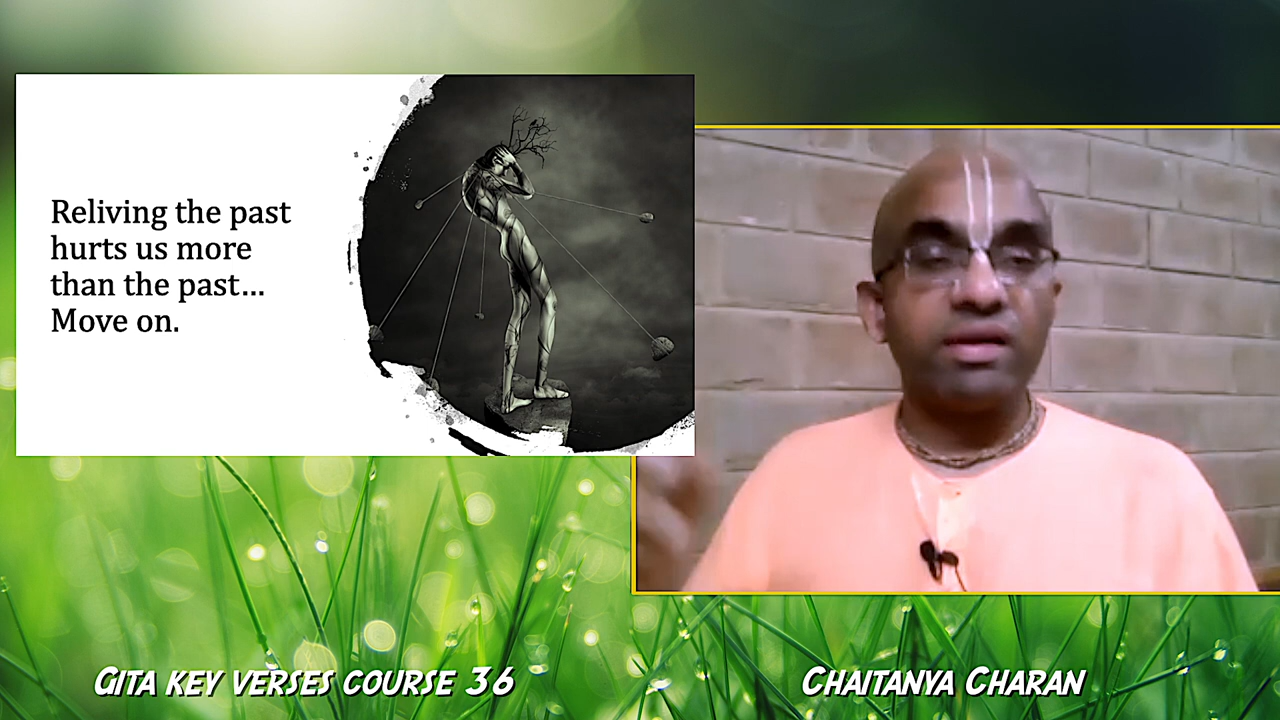 Reliving the past
hurts us more
than the past...
Move on.
GITA KEY VERSES COURSE 36
CHAITANYA CHARAN